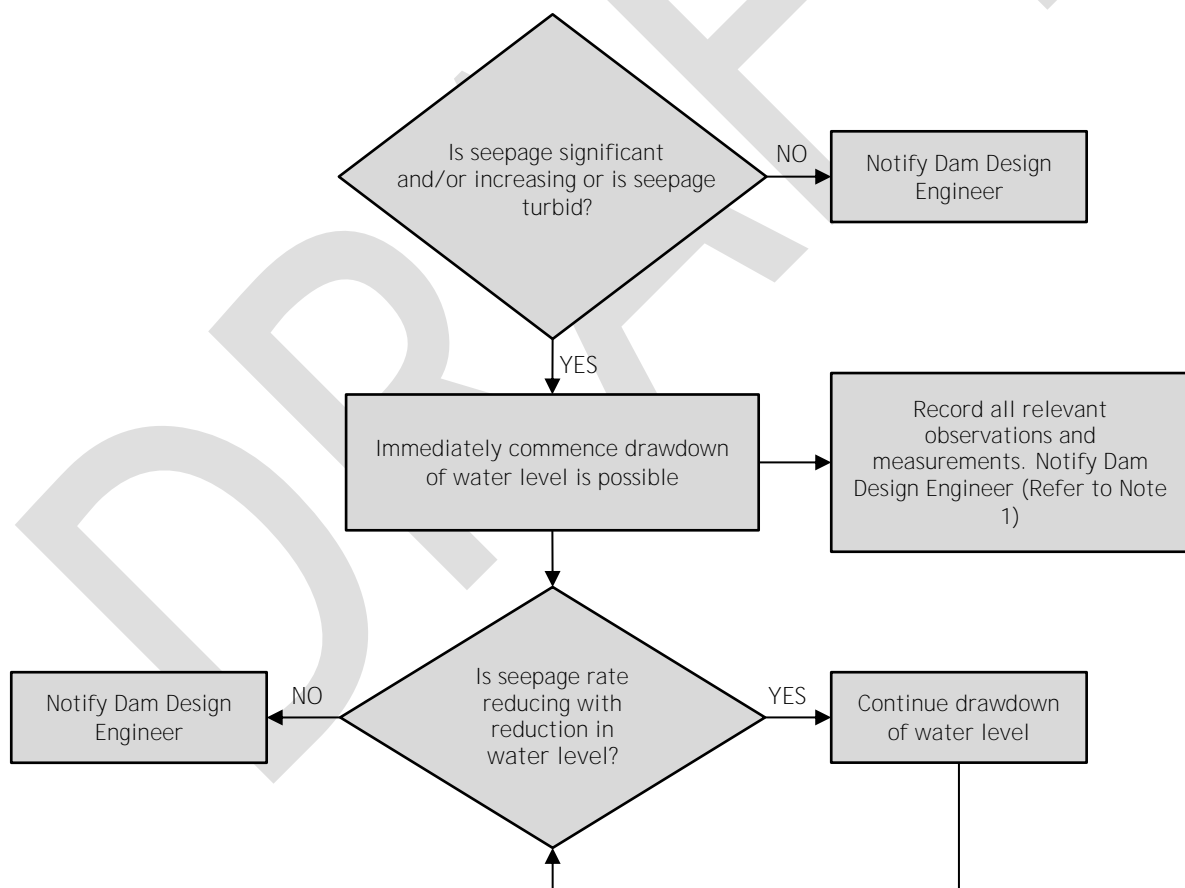 Is seepage significant
and/or increasing or is seepage
turbid?
NO
Notify Dam Design
Engineer
YES
Immediately commence drawdown
of water level is possible
Record all relevant
observations and
measurements. Notify Dam
Design Engineer (Refer to Note
1)
Notify Dam Design
Engineer
NO
Is seepage rate
reducing with
reduction in
water level?
YES
Continue drawdown
of water level
DRAF